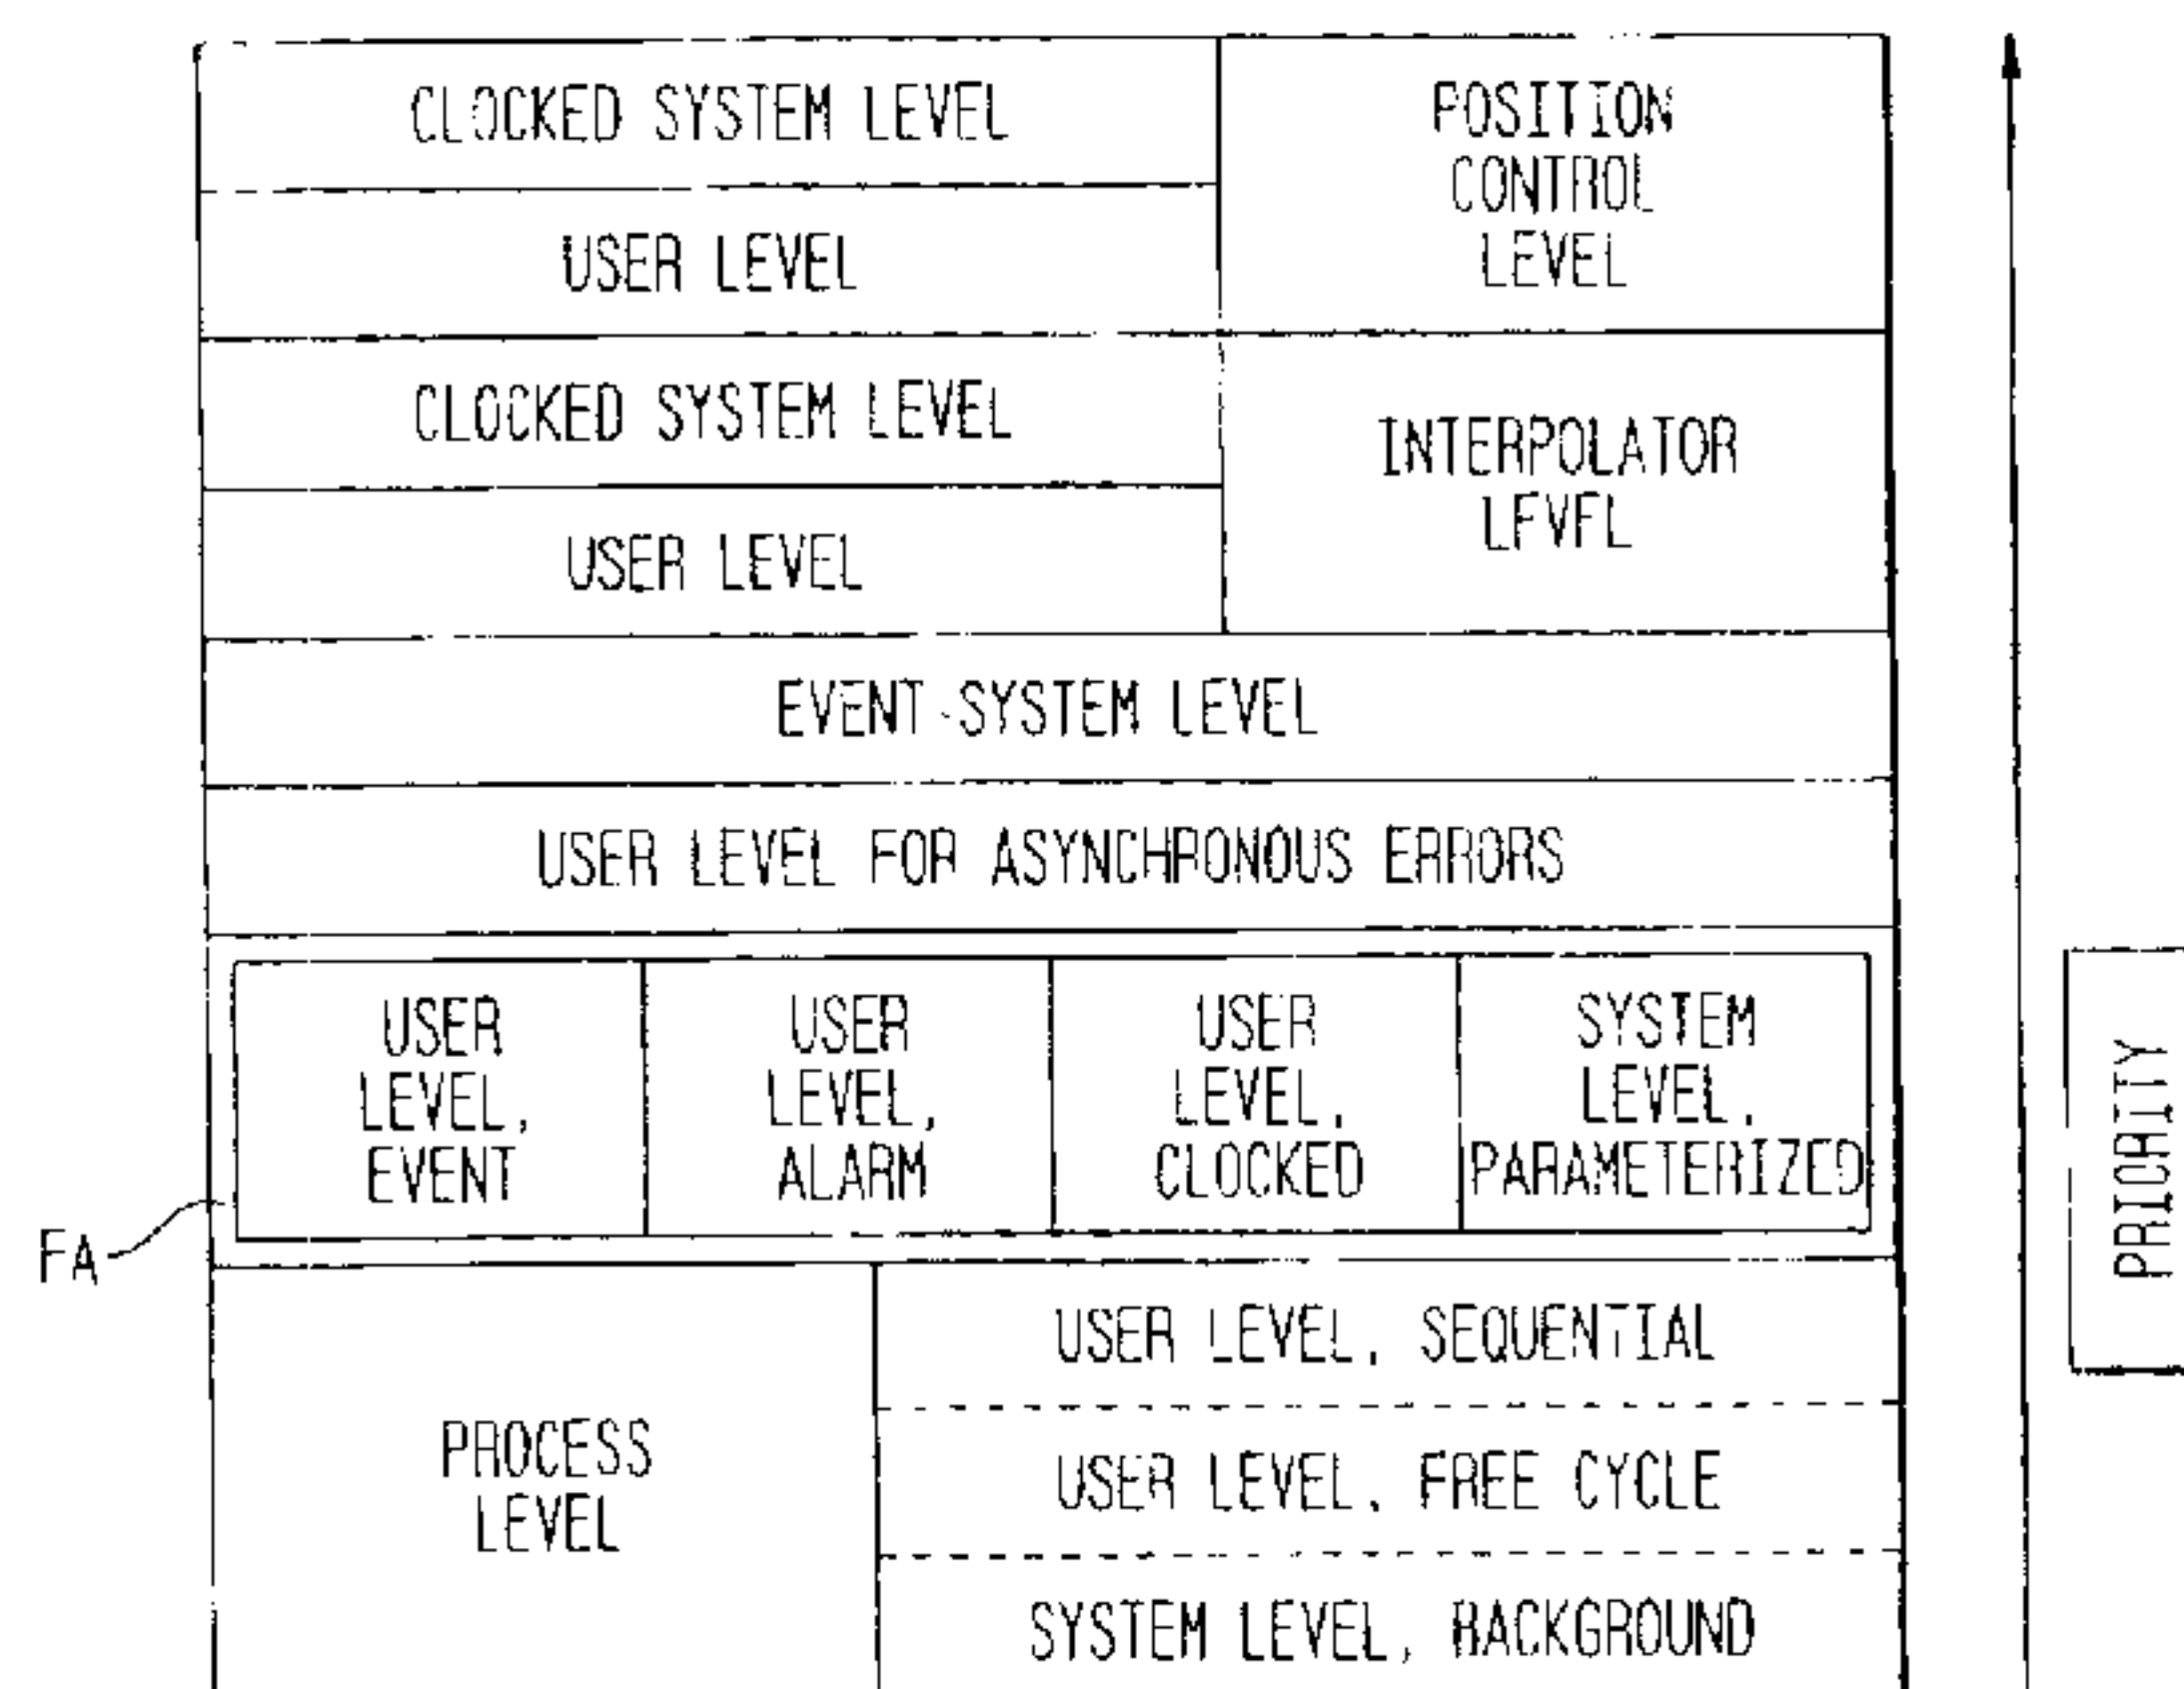 CLOCKED SYSTEM LEVEL
USER LEVEL
POSITION
CONTROL
LEVEL
CLOCKED SYSTEM LEVEL
USER LEVEL
INTERPOLATOR
LEVEL
EVENT-SYSTEM LEVEL
USER LEVEL FOR ASYNCHRONOUS ERRORS
USER
LEVEL,
EVENT
USER
LEVEL,
ALARM
USER
LEVEL,
CLOCKED
SYSTEM
LEVEL,
PARAMETERIZED
FA
PROCESS
LEVEL
USER LEVEL, SEQUENTIAL
USER LEVEL, FREE CYCLE
SYSTEM LEVEL, BACKGROUND
PRIORITY